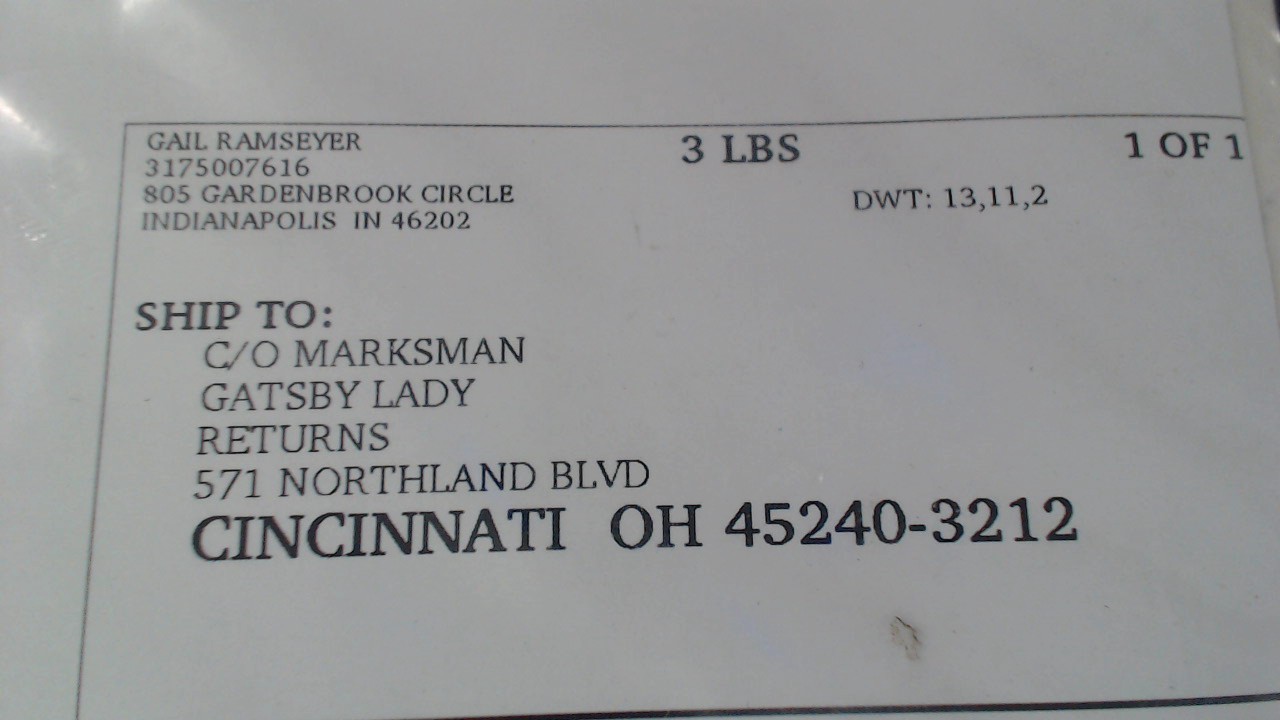 GAIL RAMSEYER
3175007616
805 GARDENBROOK CIRCLE
INDIANAPOLIS IN 46202
3 LBS
1 OF 1
DWT: 13,11,2
SHIP TO:
C/O MARKSMAN
GATSBY LADY
RETURNS
571 NORTHLAND BLVD
CINCINNATI OH 45240-3212